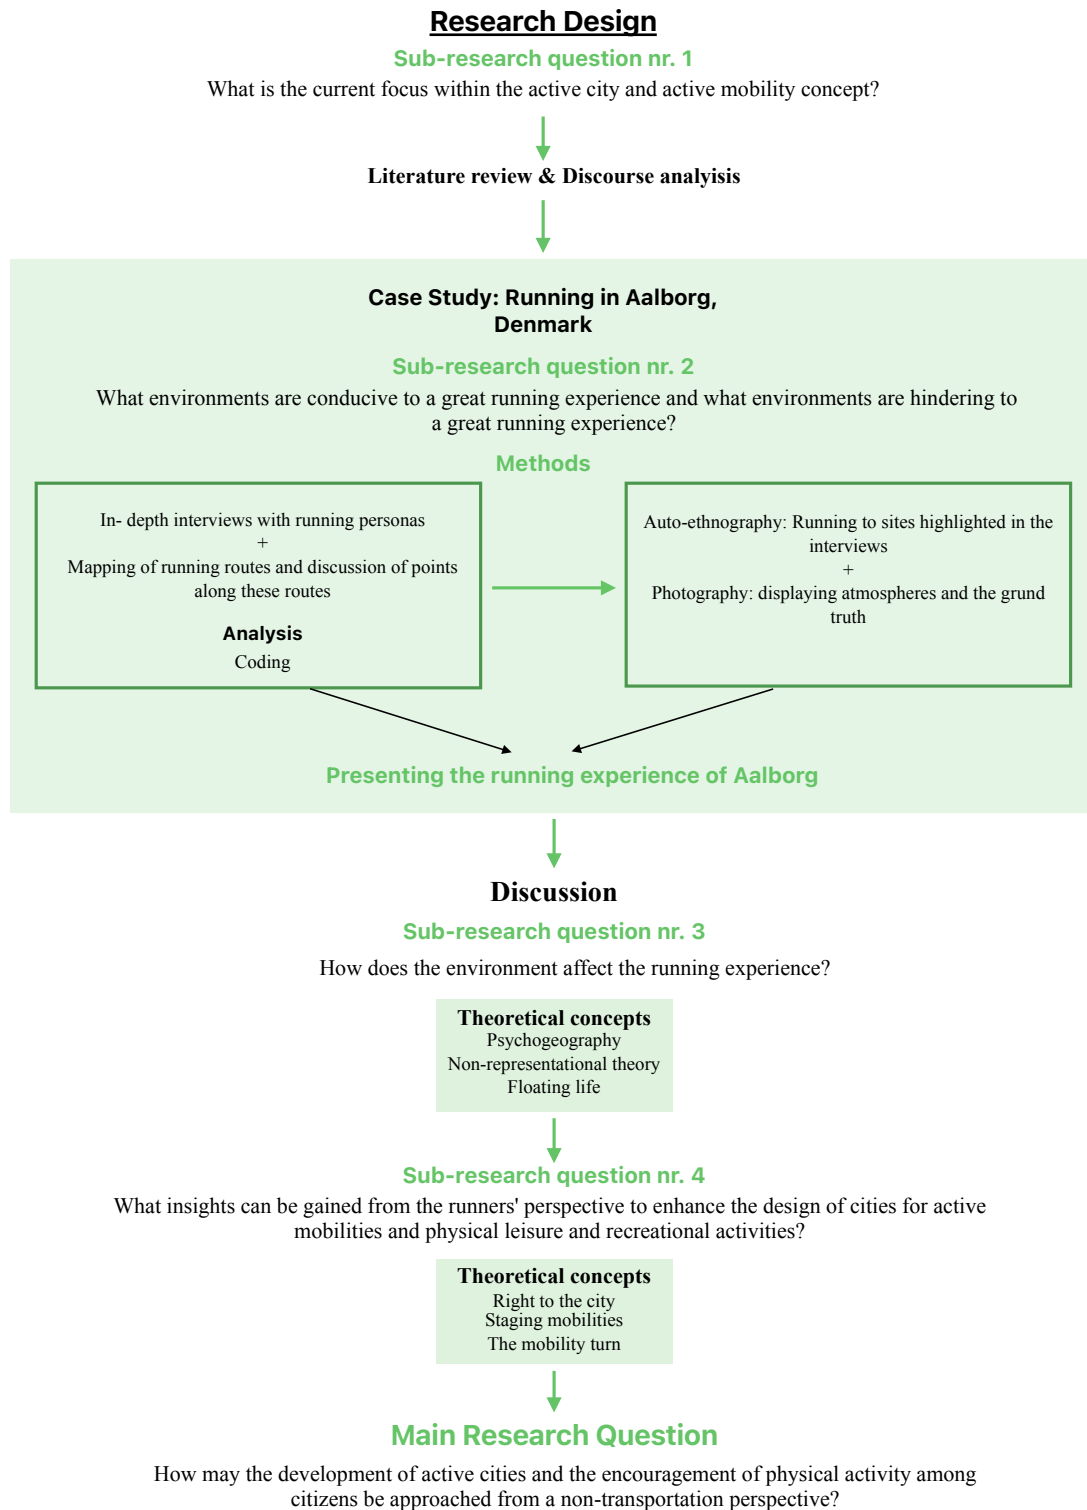 Research Design
Sub-research question nr. 1
What is the current focus within the active city and active mobility concept?
Literature review & Discourse analyisis
Case Study: Running in Aalborg,
Denmark
Sub-research question nr. 2
What environments are conducive to a great running experience and what environments are hindering to
a great running experience?
Methods
In- depth interviews with running personas
+
Mapping of running routes and discussion of points
along these routes
Analysis
Coding
Auto-ethnography: Running to sites highlighted in the
interviews
+
Photography: displaying atmospheres and the grund
truth
Presenting the running experience of Aalborg
Discussion
Sub-research question nr. 3
How does the environment affect the running experience?
Theoretical concepts
Psychogeography
Non-representational theory
Floating life
Sub-research question nr. 4
What insights can be gained from the runners' perspective to enhance the design of cities for active
mobilities and physical leisure and recreational activities?
Theoretical concepts
Right to the city
Staging mobilities
The mobility turn
Main Research Question
How may the development of active cities and the encouragement of physical activity among
citizens be approached from a non-transportation perspective?